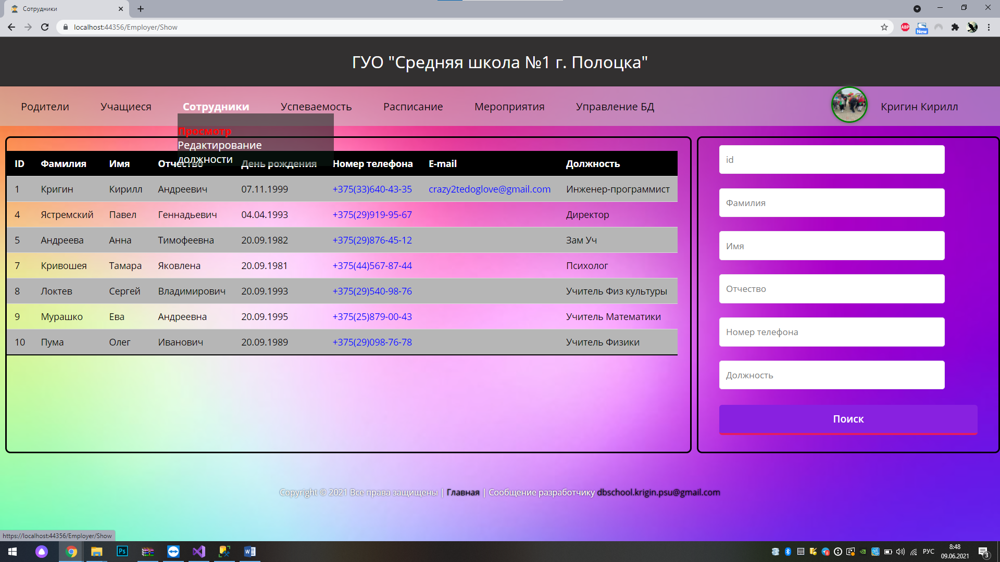 Сотрудники
localhost:44356/Employer/Show
ABP
New
ГУО "Средняя школа №1 г. Полоцка"
Родители Учащиеся Сотрудники Успеваемость Расписание Мероприятия Управление БД Кригин Кирилл
Просмотр
Редактирование
должности
ID Фамилия Имя Отчество День рождения Номер телефона E-mail Должность
1 Кригин Кирилл Андреевич 07.11.1999 +375(33)640-43-35 crazy2tedoglove@gmail.com Инженер-программист
4 Ястремский Павел Геннадьевич 04.04.1993 +375(29)919-95-67 Директор
5 Андреева Анна Тимофеевна 20.09.1982 +375(29)876-45-12 Зам Уч
7 Кривошея Тамара Яковлена 20.09.1981 +375(44)567-87-44 Психолог
8 Локтев Сергей Владимирович 20.09.1993 +375(29)540-98-76 Учитель Физ культуры
9 Мурашко Ева Андреевна 20.09.1995 +375(25)879-00-43 Учитель Математики
10 Пума Олег Иванович 20.09.1989 +375(29)098-76-78 Учитель Физики
id
Фамилия
Имя
Отчество
Номер телефона
Должность
Поиск
Copyright © 2021 Все права защищены | Главная | Сообщение разработчику dbschool.krigin.psu@gmail.com
https://localhost:44356/Employer/Show
Ps
РУС
8:48
09.06.2021
3